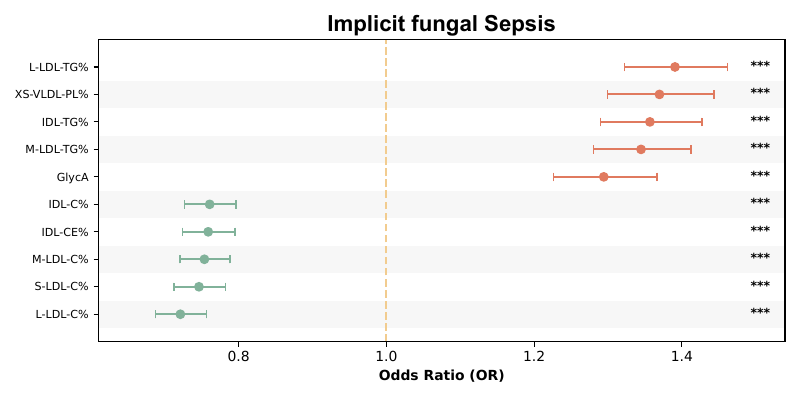 Implicit fungal Sepsis
L-LDL-TG% ***
XS-VLDL-PL% ***
IDL-TG% ***
M-LDL-TG% ***
GlycA ***
IDL-C% ***
IDL-CE% ***
M-LDL-C% ***
S-LDL-C% ***
L-LDL-C% ***
0.8 1.0 1.2 1.4
Odds Ratio (OR)